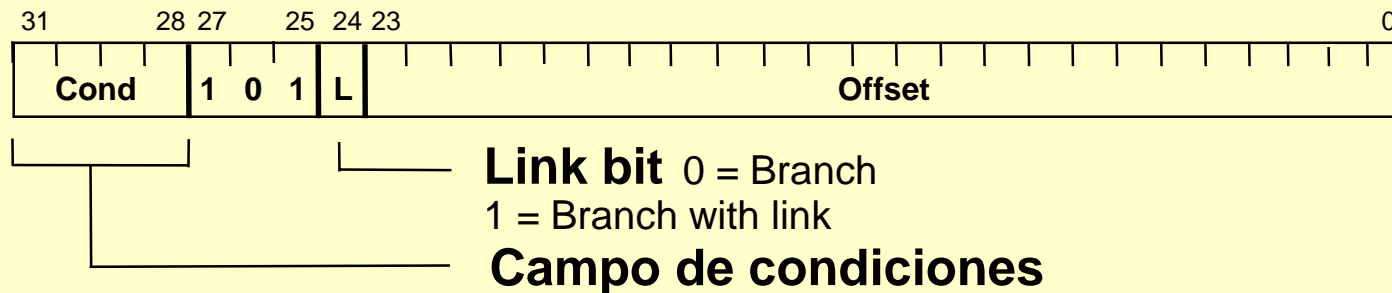 31 28 27 25 24 23 0
Cond 1 0 1 L Offset
Link bit 0 = Branch
1 = Branch with link
Campo de condiciones